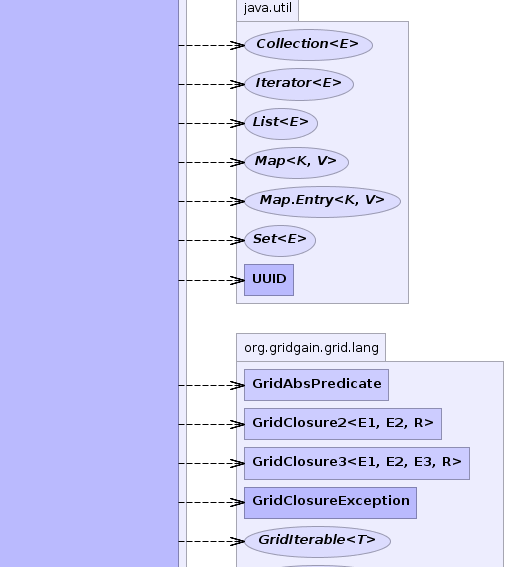 java.util
Collection<E>
Iterator<E>
List<E>
Map<K, V>
Map.Entry<K, V>
Set<E>
UUID
org.gridgain.grid.lang
GridAbsPredicate
GridClosure2<E1, E2, R>
GridClosure3<E1, E2, E3, R>
GridClosureException
GridIterable<T>